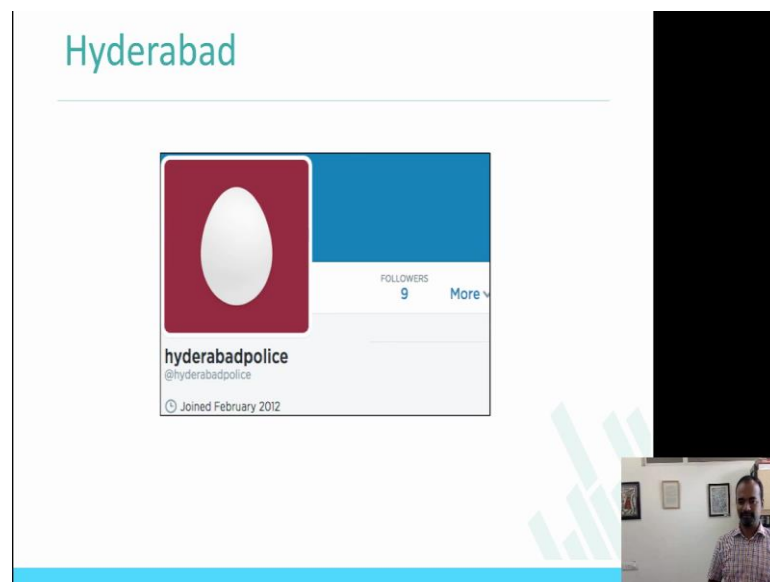 Hyderabad
FOLLOWERS
9
More
hyderabadpolice
@hyderabadpolice
Joined February 2012